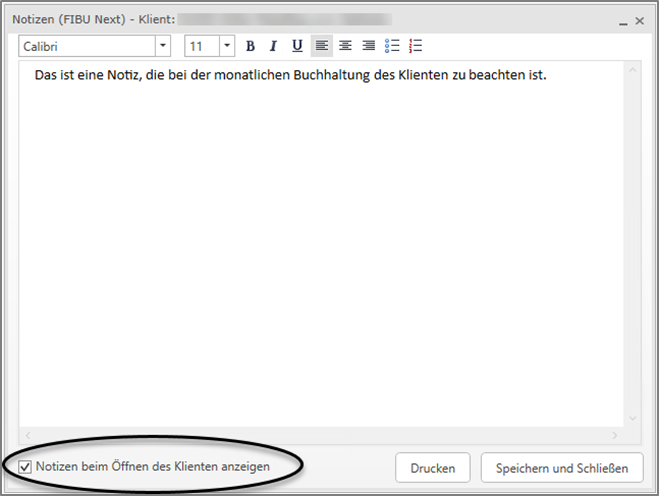 Notizen (FIBU Next) - Klient:
Calibri 11 B I U
Das ist eine Notiz, die bei der monatlichen Buchhaltung des Klienten zu beachten ist.
Notizen beim Öffnen des Klienten anzeigen Drucken Speichern und Schließen